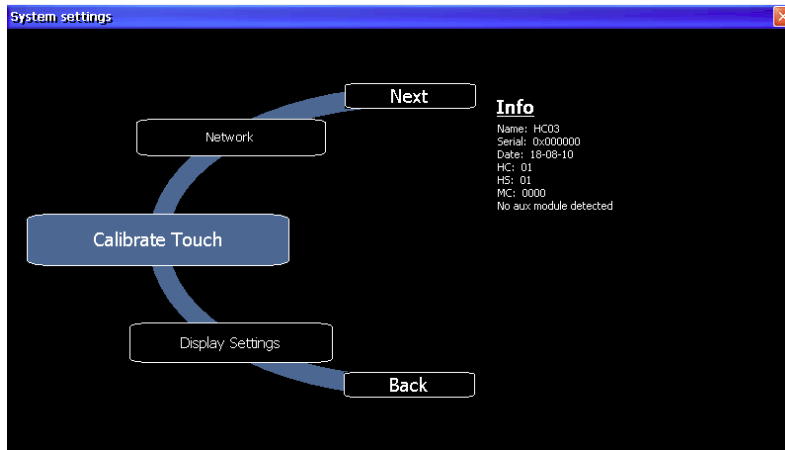 System settings
Next
Network
Calibrate Touch
Display Settings
Back
Info
Name: HC03
Serial: 0x000000
Date: 18-08-10
HC: 01
HS: 01
MC: 0000
No aux module detected